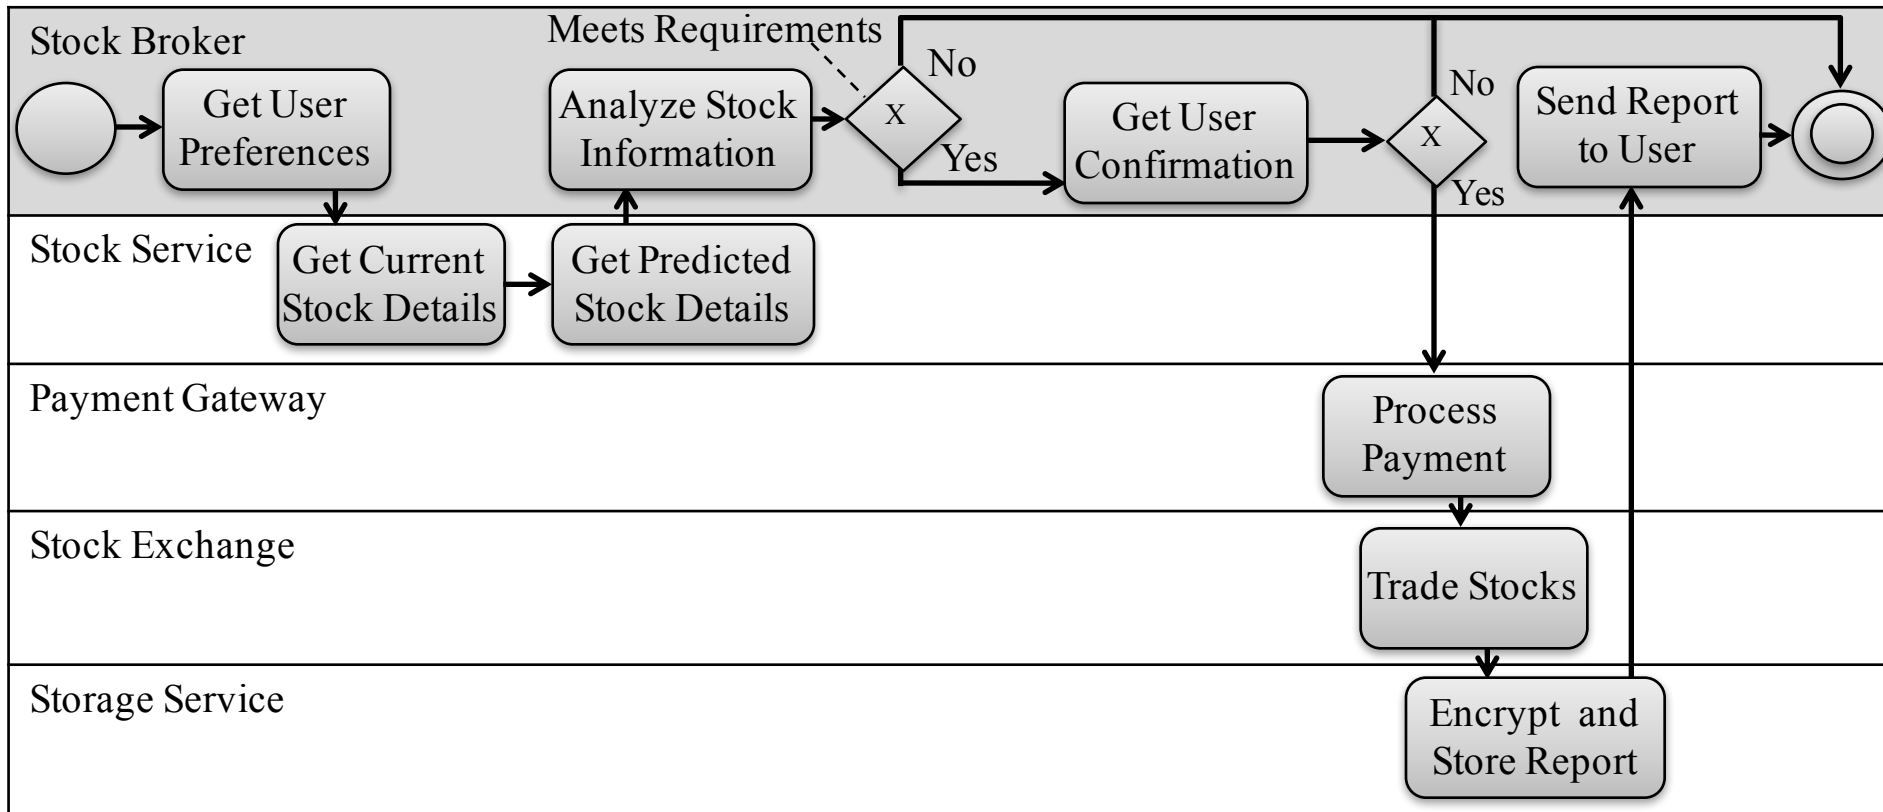 Stock Broker
Get User
Preferences
Analyze Stock
Information
Meets Requirements
X
No
Yes
Get User
Confirmation
X
No
Yes
Send Report
to User
Stock Service
Get Current
Stock Details
Get Predicted
Stock Details
Payment Gateway
Process
Payment
Stock Exchange
Trade Stocks
Storage Service
Encrypt and
Store Report